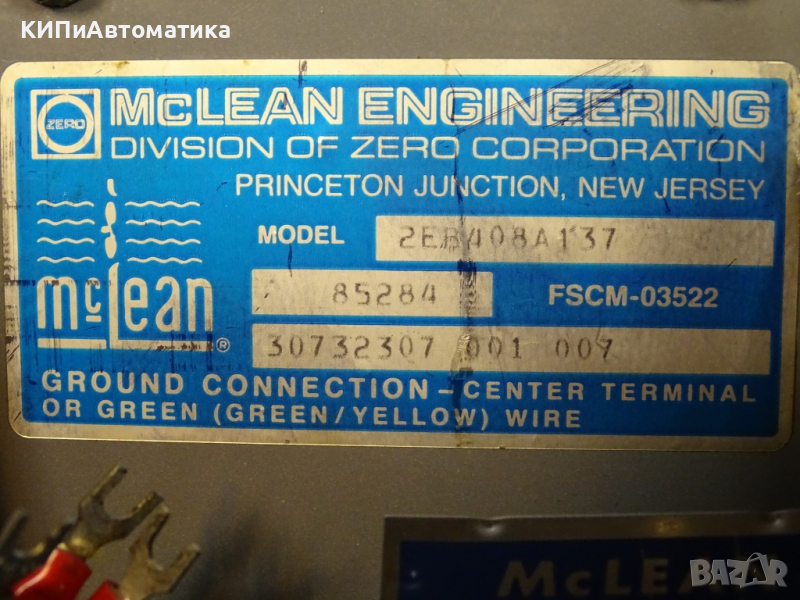 КИПиАвтоматика
ZERO
McLEAN ENGINEERING
DIVISION OF ZERO CORPORATION
PRINCETON JUNCTION, NEW JERSEY
MODEL 2EB408A137
85284 FSCM-03522
mcLean®
30732307 001 007
GROUND CONNECTION – CENTER TERMINAL
OR GREEN (GREEN/YELLOW) WIRE
McLEA
BAZAR